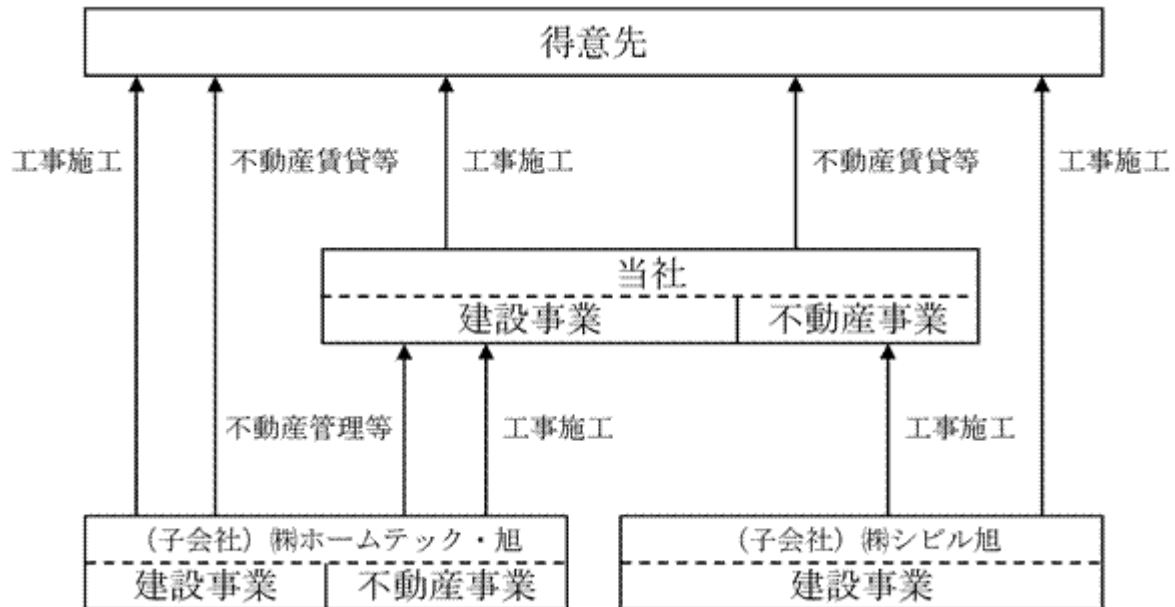 得意先
工事施工
不動産賃貸等
工事施工
不動産賃貸等
工事施工
当社
建設事業
不動産事業
不動産管理等
工事施工
工事施工
(子会社)㈱ホームテック・旭
建設事業
不動産事業
(子会社)㈱シビル旭
建設事業